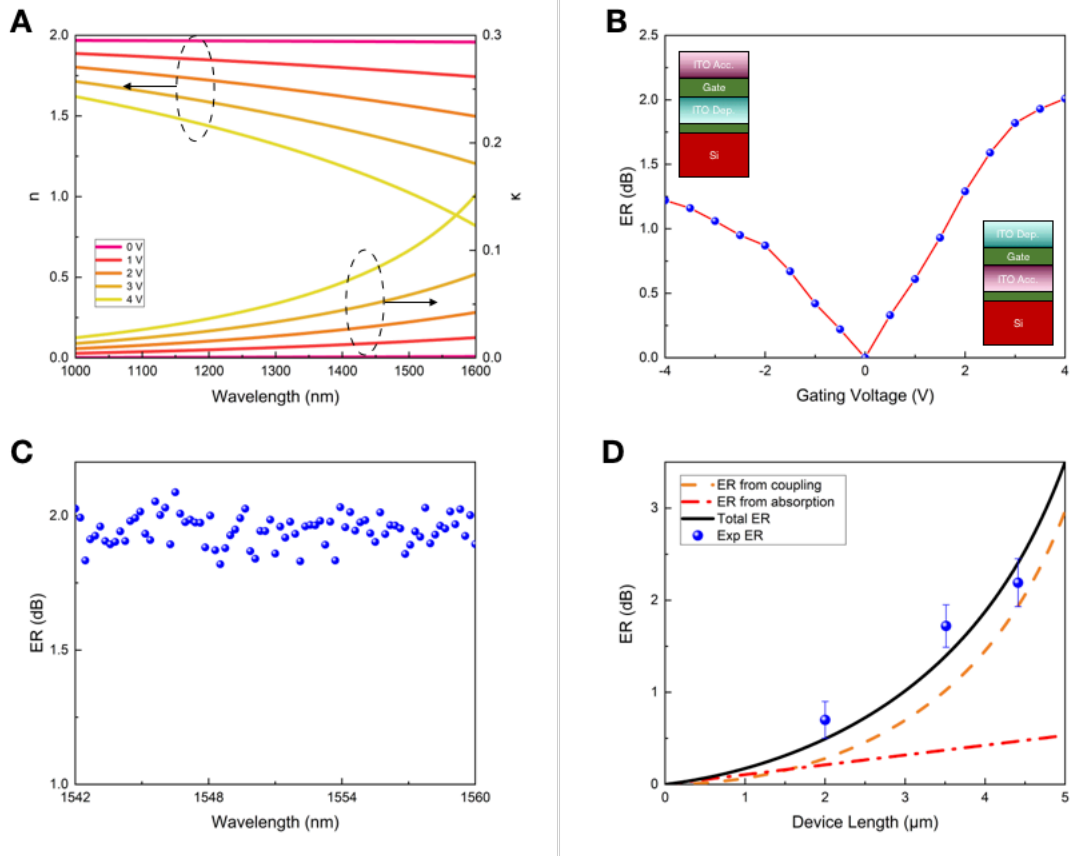 A
2.0
1.5
1.0
0.5
0.0
n
0.3
0.2
0.1
0.0
κ
0 V
1 V
2 V
3 V
4 V
1000 1100 1200 1300 1400 1500 1600
Wavelength (nm)
B
2.5
2.0
1.5
1.0
0.5
0.0
ER (dB)
ITO Acc.
Gate
ITO Dep.
Si
ITO Dep.
Gate
ITO Acc.
Si
-4 -2 0 2 4
Gating Voltage (V)
C
2.0
1.5
1.0
ER (dB)
1542 1548 1554 1560
Wavelength (nm)
D
3
2
1
0
ER (dB)
ER from coupling
ER from absorption
Total ER
Exp ER
0 1 2 3 4 5
Device Length (μm)